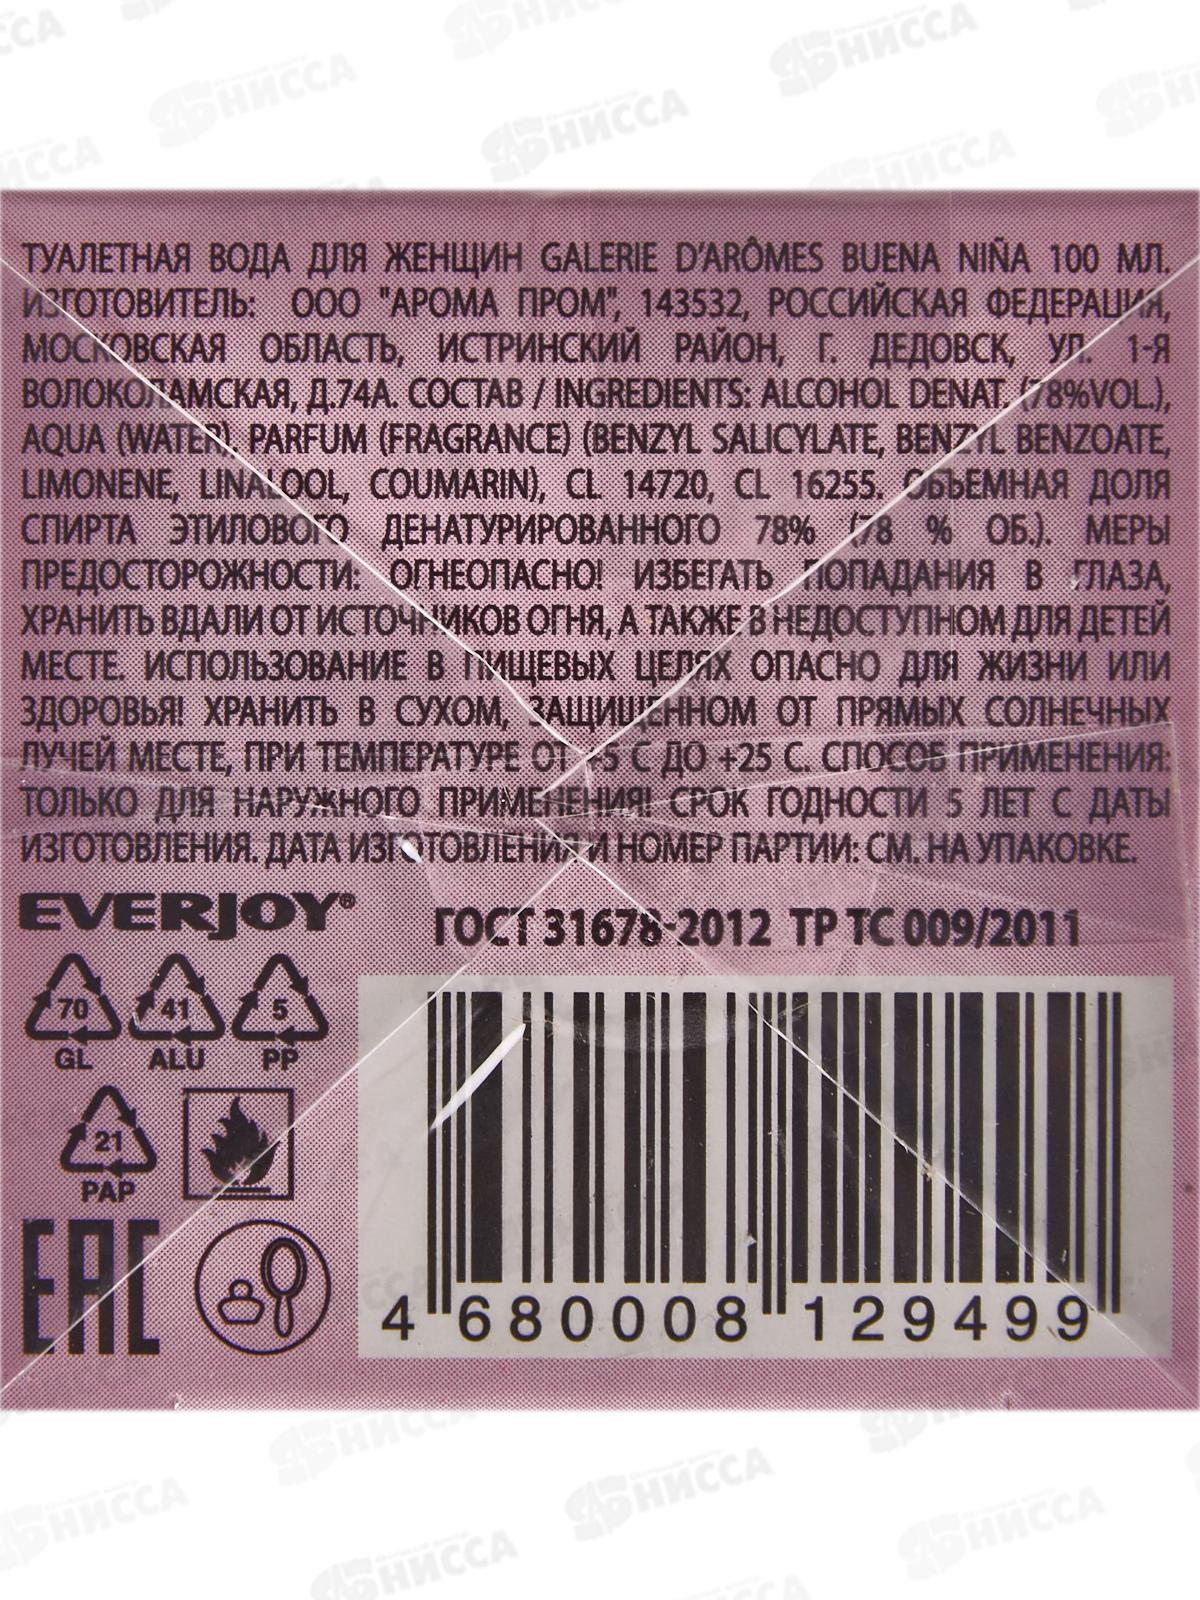 ТУАЛЕТНАЯ ВОДА ДЛЯ ЖЕНЩИН GALERIE D'ARÔMES BUENA NIÑA 100 МЛ.
ИЗГОТОВИТЕЛЬ: ООО "АРОМА ПРОМ", 143532, РОССИЙСКАЯ ФЕДЕРАЦИЯ,
МОСКОВСКАЯ ОБЛАСТЬ, ИСТРИНСКИЙ РАЙОН, Г. ДЕДОВСК, УЛ. 1-Я
ВОЛОКОЛАМСКАЯ, Д.74А. СОСТАВ / INGREDIENTS: ALCOHOL DENAT. (78%VOL.),
AQUA (WATER), PARFUM (FRAGRANCE) (BENZYL SALICYLATE, BENZYL BENZOATE,
LIMONENE, LINALOOL, COUMARIN), CL 14720, CL 16255. ОБЪЕМНАЯ ДОЛЯ
СПИРТА ЭТИЛОВОГО ДЕНАТУРИРОВАННОГО 78% (78 % ОБ.). МЕРЫ
ПРЕДОСТОРОЖНОСТИ: ОГНЕОПАСНО! ИЗБЕГАТЬ ПОПАДАНИЯ В ГЛАЗА,
ХРАНИТЬ ВДАЛИ ОТ ИСТОЧНИКОВ ОГНЯ, А ТАКЖЕ В НЕДОСТУПНОМ ДЛЯ ДЕТЕЙ
МЕСТЕ. ИСПОЛЬЗОВАНИЕ В ПИЩЕВЫХ ЦЕЛЯХ ОПАСНО ДЛЯ ЖИЗНИ ИЛИ
ЗДОРОВЬЯ! ХРАНИТЬ В СУХОМ, ЗАЩИЩЕННОМ ОТ ПРЯМЫХ СОЛНЕЧНЫХ
ЛУЧЕЙ МЕСТЕ, ПРИ ТЕМПЕРАТУРЕ ОТ +5 С ДО +25 С. СПОСОБ ПРИМЕНЕНИЯ:
ТОЛЬКО ДЛЯ НАРУЖНОГО ПРИМЕНЕНИЯ! СРОК ГОДНОСТИ 5 ЛЕТ С ДАТЫ
ИЗГОТОВЛЕНИЯ. ДАТА ИЗГОТОВЛЕНИЯ И НОМЕР ПАРТИИ: СМ. НА УПАКОВКЕ.
EVERJOY®
ГОСТ 31678-2012 ТР ТС 009/2011
70 41 5
GL ALU PP
21
PAP
EAC
4 680008 129499